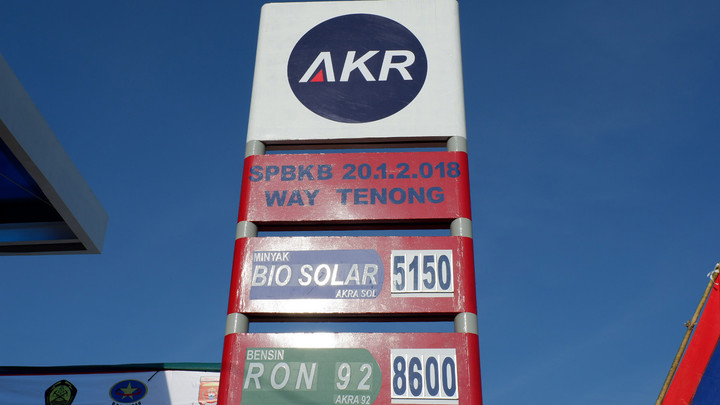 AKR
SPBKB 20.1.2.018
WAY TENONG
MINYAK
BIO SOLAR
AKRA SOL
5150
BENSIN
RON 92
AKRA 92
8600